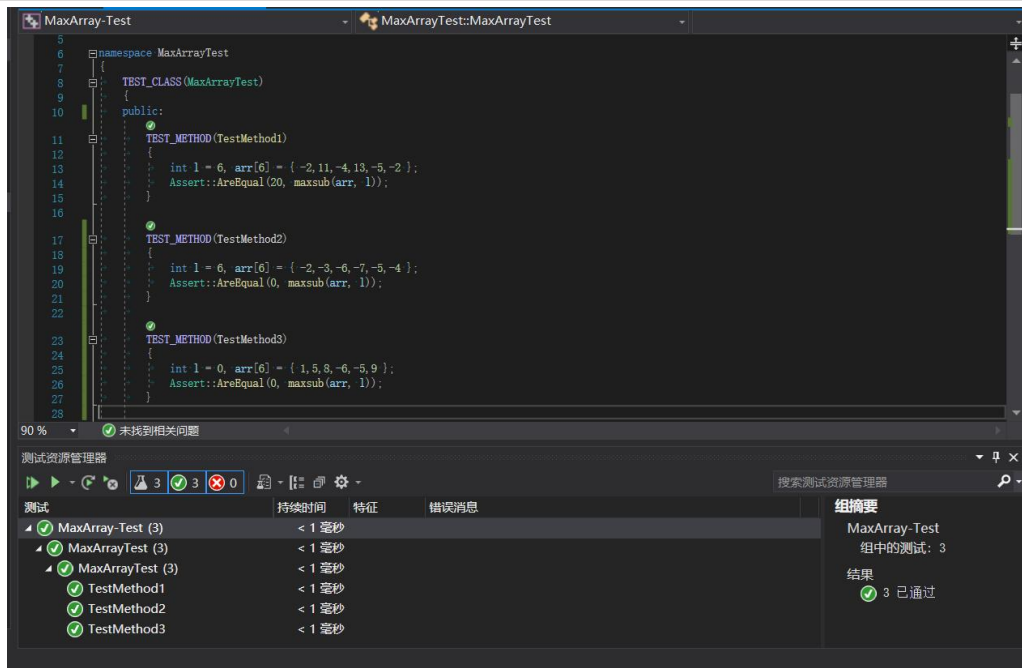 MaxArray-Test MaxArrayTest::MaxArrayTest
5
6 namespace MaxArrayTest
7 {
8 TEST_CLASS(MaxArrayTest)
9 {
10 public:
11 TEST_METHOD(TestMethod1)
12 {
13 int l = 6, arr[6] = { -2,11,-4,13,-5,-2 };
14 Assert::AreEqual(20, maxsub(arr, l));
15 }
16
17 TEST_METHOD(TestMethod2)
18 {
19 int l = 6, arr[6] = { -2,-3,-6,-7,-5,-4 };
20 Assert::AreEqual(0, maxsub(arr, l));
21 }
22
23 TEST_METHOD(TestMethod3)
24 {
25 int l = 0, arr[6] = { 1,5,8,-6,-5,9 };
26 Assert::AreEqual(0, maxsub(arr, l));
27 }
28
90 % 未找到相关问题
测试资源管理器
3 3 0 搜索测试资源管理器
测试 持续时间 特征 错误消息 组摘要
MaxArray-Test (3) < 1 毫秒 MaxArray-Test
MaxArrayTest (3) < 1 毫秒 组中的测试: 3
MaxArrayTest (3) < 1 毫秒 结果
TestMethod1 < 1 毫秒 3 已通过
TestMethod2 < 1 毫秒
TestMethod3 < 1 毫秒